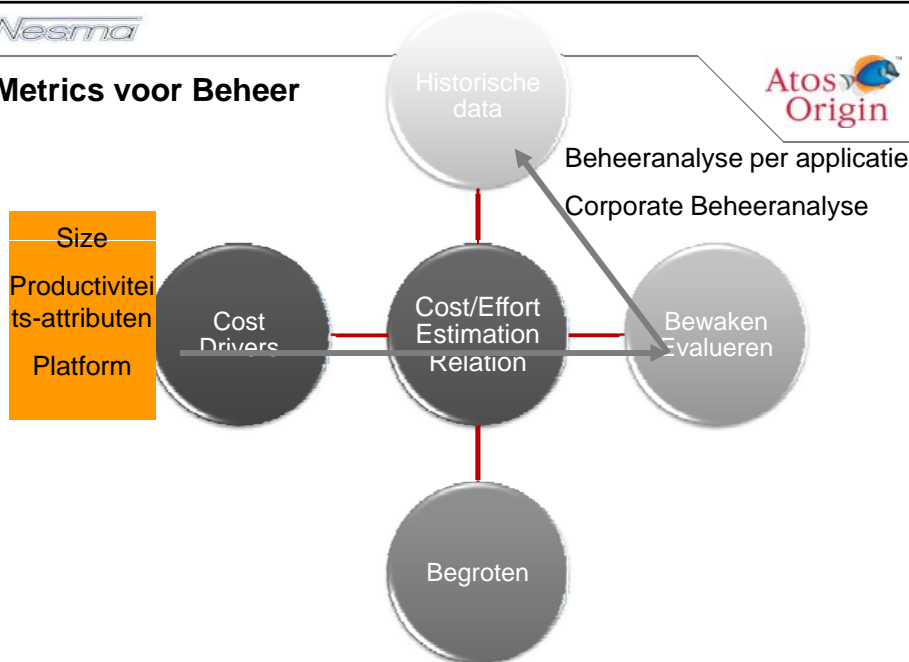 Nesma
Metrics voor Beheer
Atos
Origin
Historische
data
Beheeranalyse per applicatie
Corporate Beheeranalyse
Size
Productivitei
ts-attributen
Platform
Cost
Drivers
Cost/Effort
Estimation
Relation
Bewaken
Evalueren
Begroten